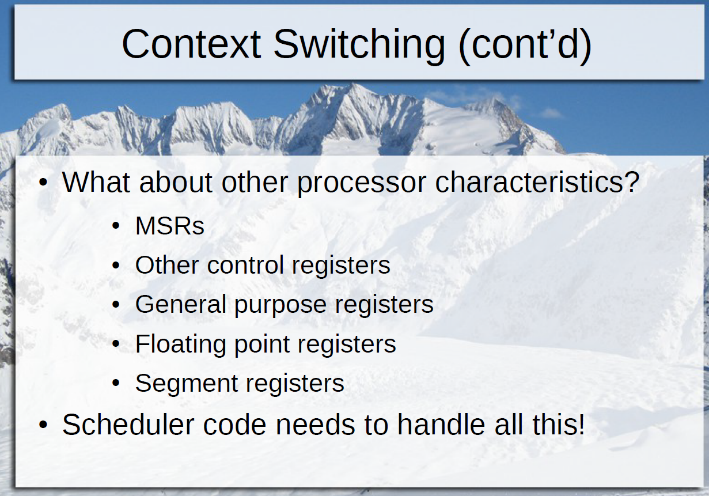 Context Switching (cont’d)
• What about other processor characteristics?
• MSRs
• Other control registers
• General purpose registers
• Floating point registers
• Segment registers
• Scheduler code needs to handle all this!